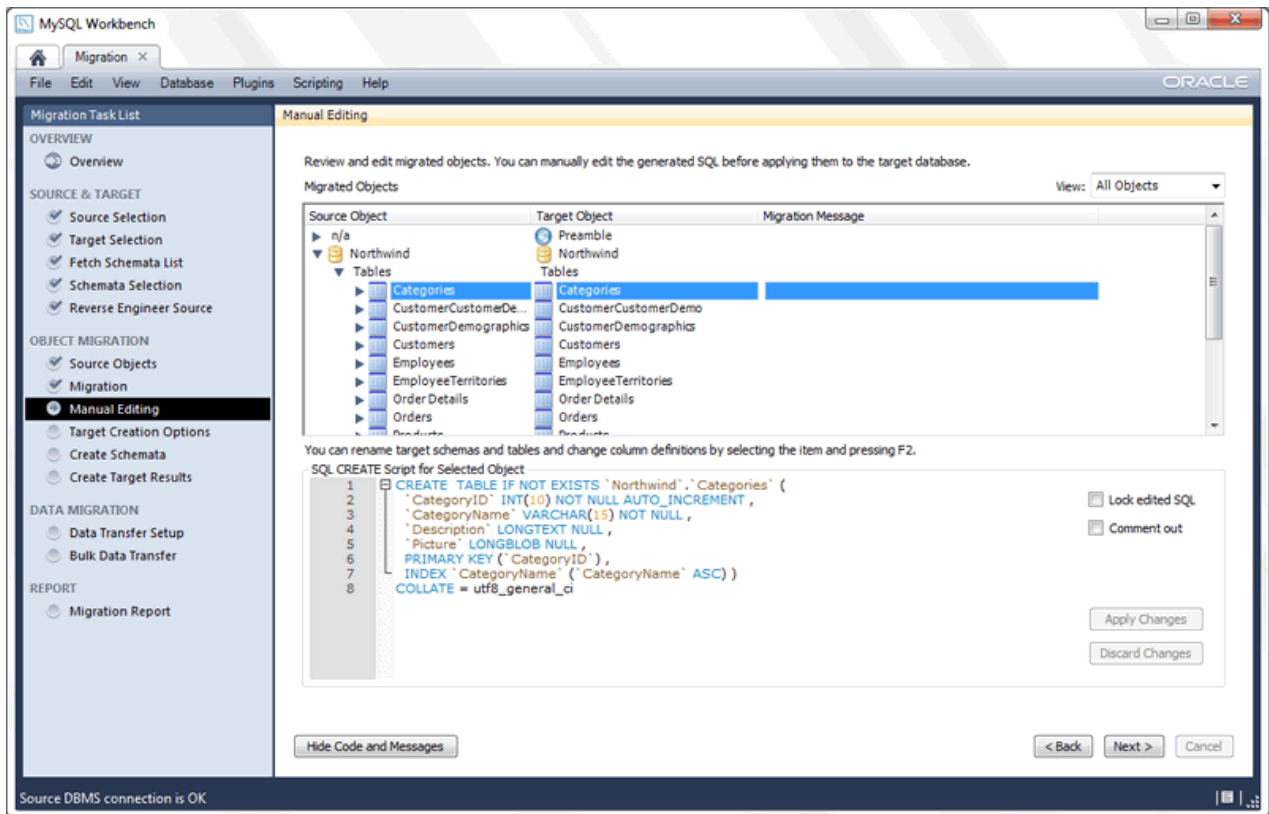 MySQL Workbench
Migration
File Edit View Database Plugins Scripting Help
ORACLE
Migration Task List
OVERVIEW
Overview
SOURCE & TARGET
Source Selection
Target Selection
Fetch Schemata List
Schemata Selection
Reverse Engineer Source
OBJECT MIGRATION
Source Objects
Migration
Manual Editing
Target Creation Options
Create Schemata
Create Target Results
DATA MIGRATION
Data Transfer Setup
Bulk Data Transfer
REPORT
Migration Report
Manual Editing
Review and edit migrated objects. You can manually edit the generated SQL before applying them to the target database.
Migrated Objects View: All Objects
Source Object Target Object Migration Message
n/a Preamble
Northwind Northwind
Tables Tables
Categories Categories
CustomerCustomerDe... CustomerCustomerDemo
CustomerDemographics CustomerDemographics
Customers Customers
Employees Employees
EmployeeTerritories EmployeeTerritories
Order Details Order Details
Orders Orders
Products Products
You can rename target schemas and tables and change column definitions by selecting the item and pressing F2.
SQL CREATE Script for Selected Object
1 CREATE TABLE IF NOT EXISTS `Northwind`.`Categories` (
2 `CategoryID` INT(10) NOT NULL AUTO_INCREMENT ,
3 `CategoryName` VARCHAR(15) NOT NULL ,
4 `Description` LONGTEXT NULL ,
5 `Picture` LONGBLOB NULL ,
6 PRIMARY KEY (`CategoryID`) ,
7 INDEX `CategoryName` (`CategoryName` ASC) )
8 COLLATE = utf8_general_ci
Lock edited SQL
Comment out
Apply Changes
Discard Changes
Hide Code and Messages
< Back Next > Cancel
Source DBMS connection is OK